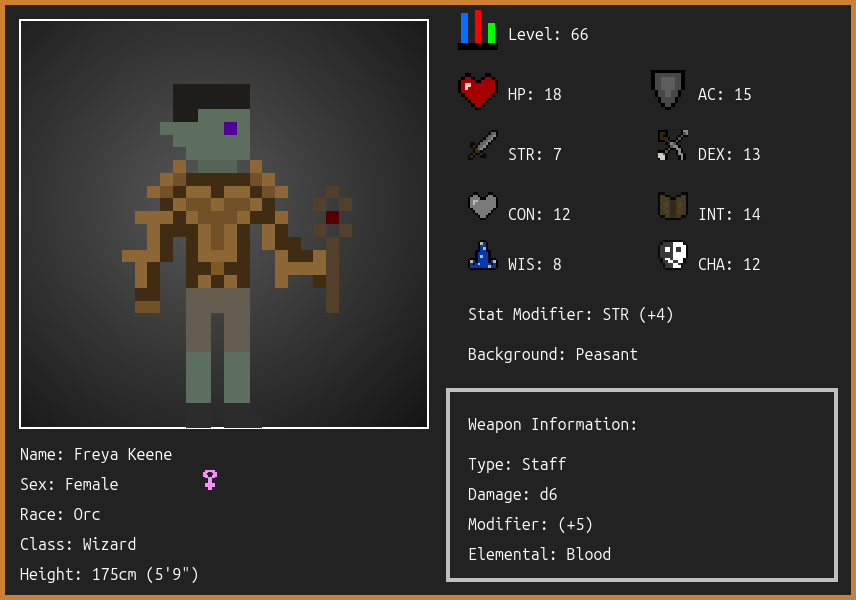 Level: 66
HP: 18
AC: 15
STR: 7
DEX: 13
CON: 12
INT: 14
WIS: 8
CHA: 12
Stat Modifier: STR (+4)
Background: Peasant
Weapon Information:
Type: Staff
Damage: d6
Modifier: (+5)
Elemental: Blood
Name: Freya Keene
Sex: Female
Race: Orc
Class: Wizard
Height: 175cm (5'9")